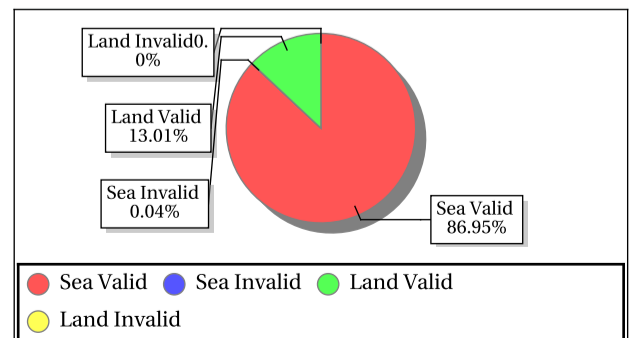 Land Invalid0.
0%
Land Valid
13.01%
Sea Invalid
0.04%
Sea Valid
86.95%
Sea Valid Sea Invalid Land Valid
Land Invalid